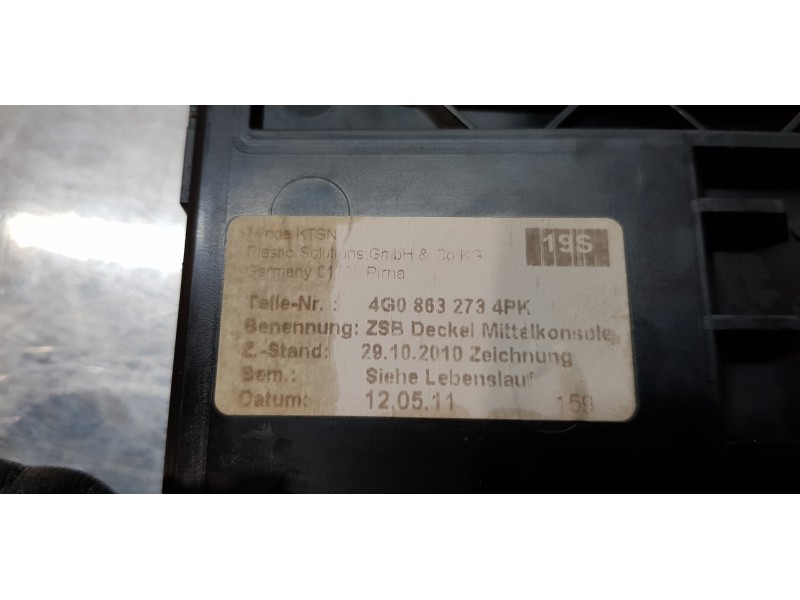 Minda KTSN
Plastic Solutions GmbH & Co KG
Germany 01796 Pirna
19S
Teile-Nr. : 4G0 863 273 4PK
Benennung: ZSB Deckel Mittelkonsole
Z.-Stand: 29.10.2010 Zeichnung
Bem.: Siehe Lebenslauf
Datum: 12.05.11 159